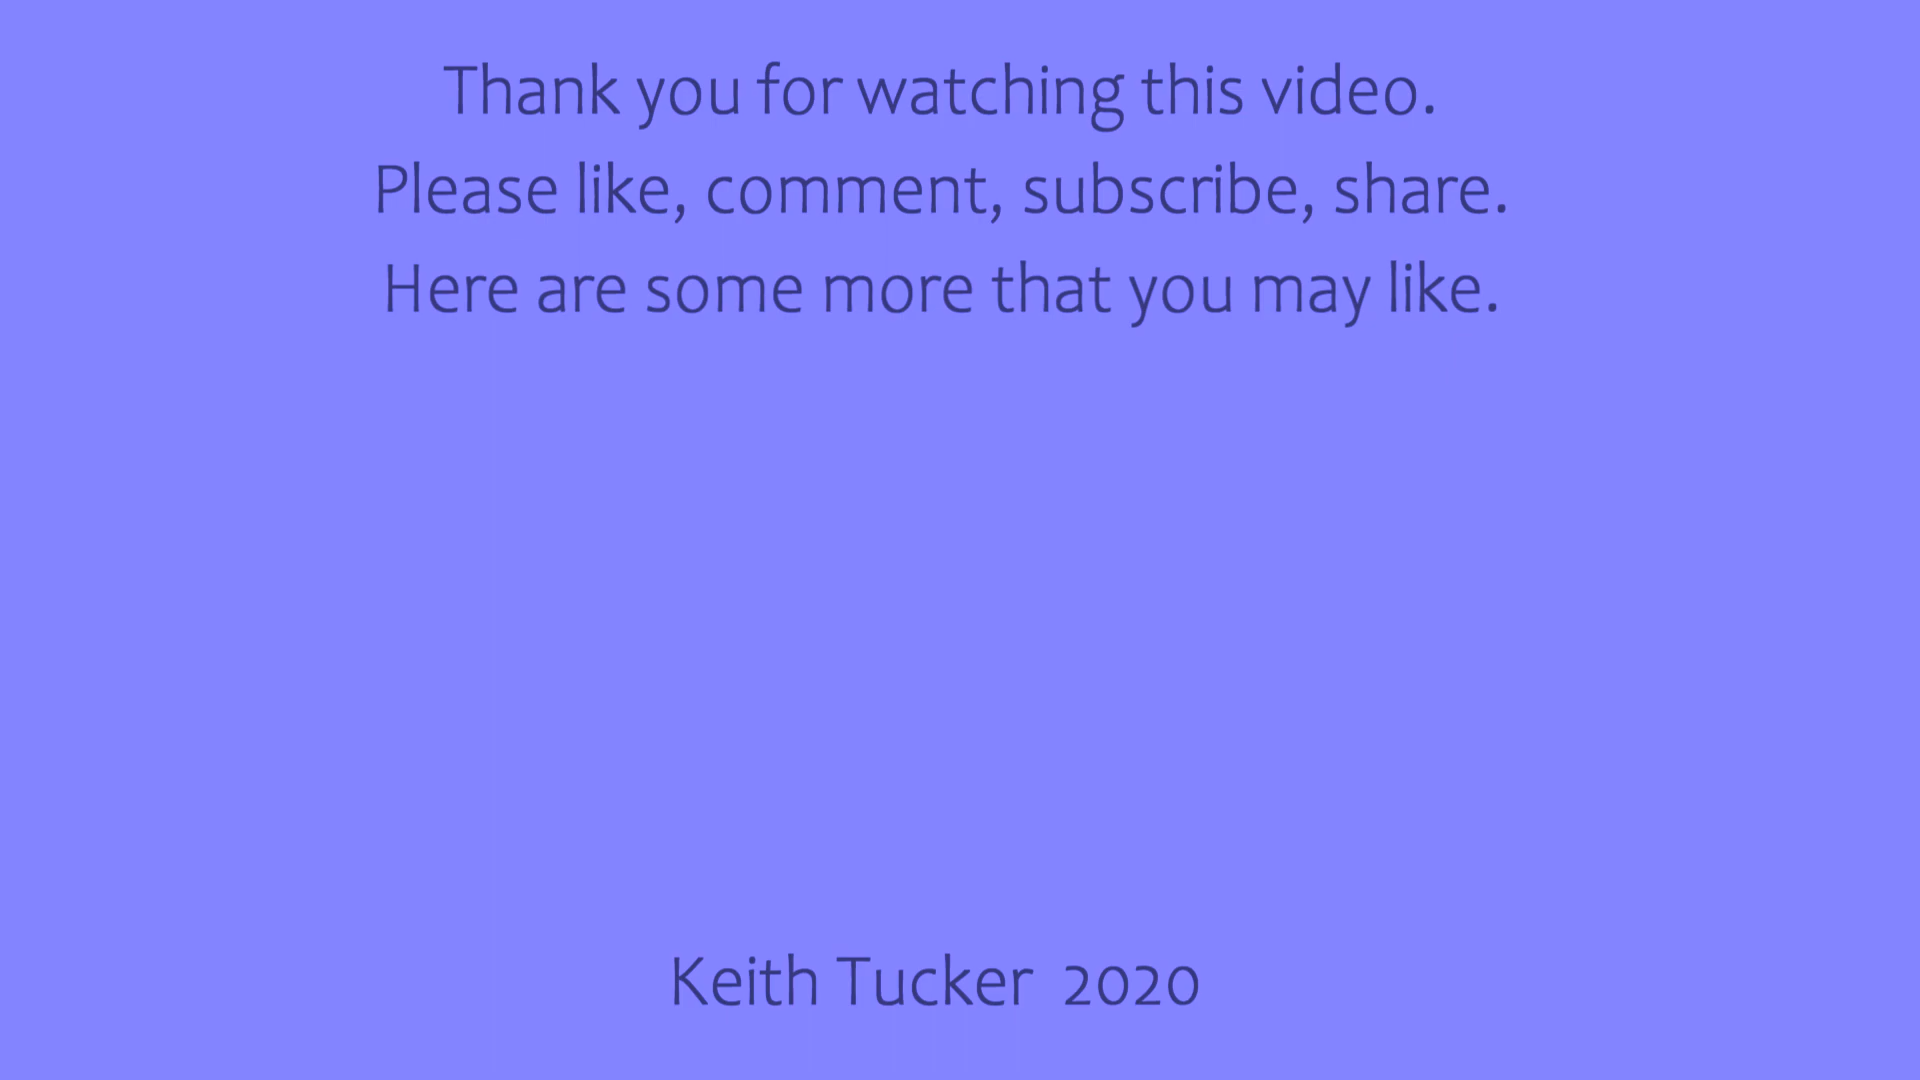 Thank you for watching this video.
Please like, comment, subscribe, share.
Here are some more that you may like.
Keith Tucker 2020